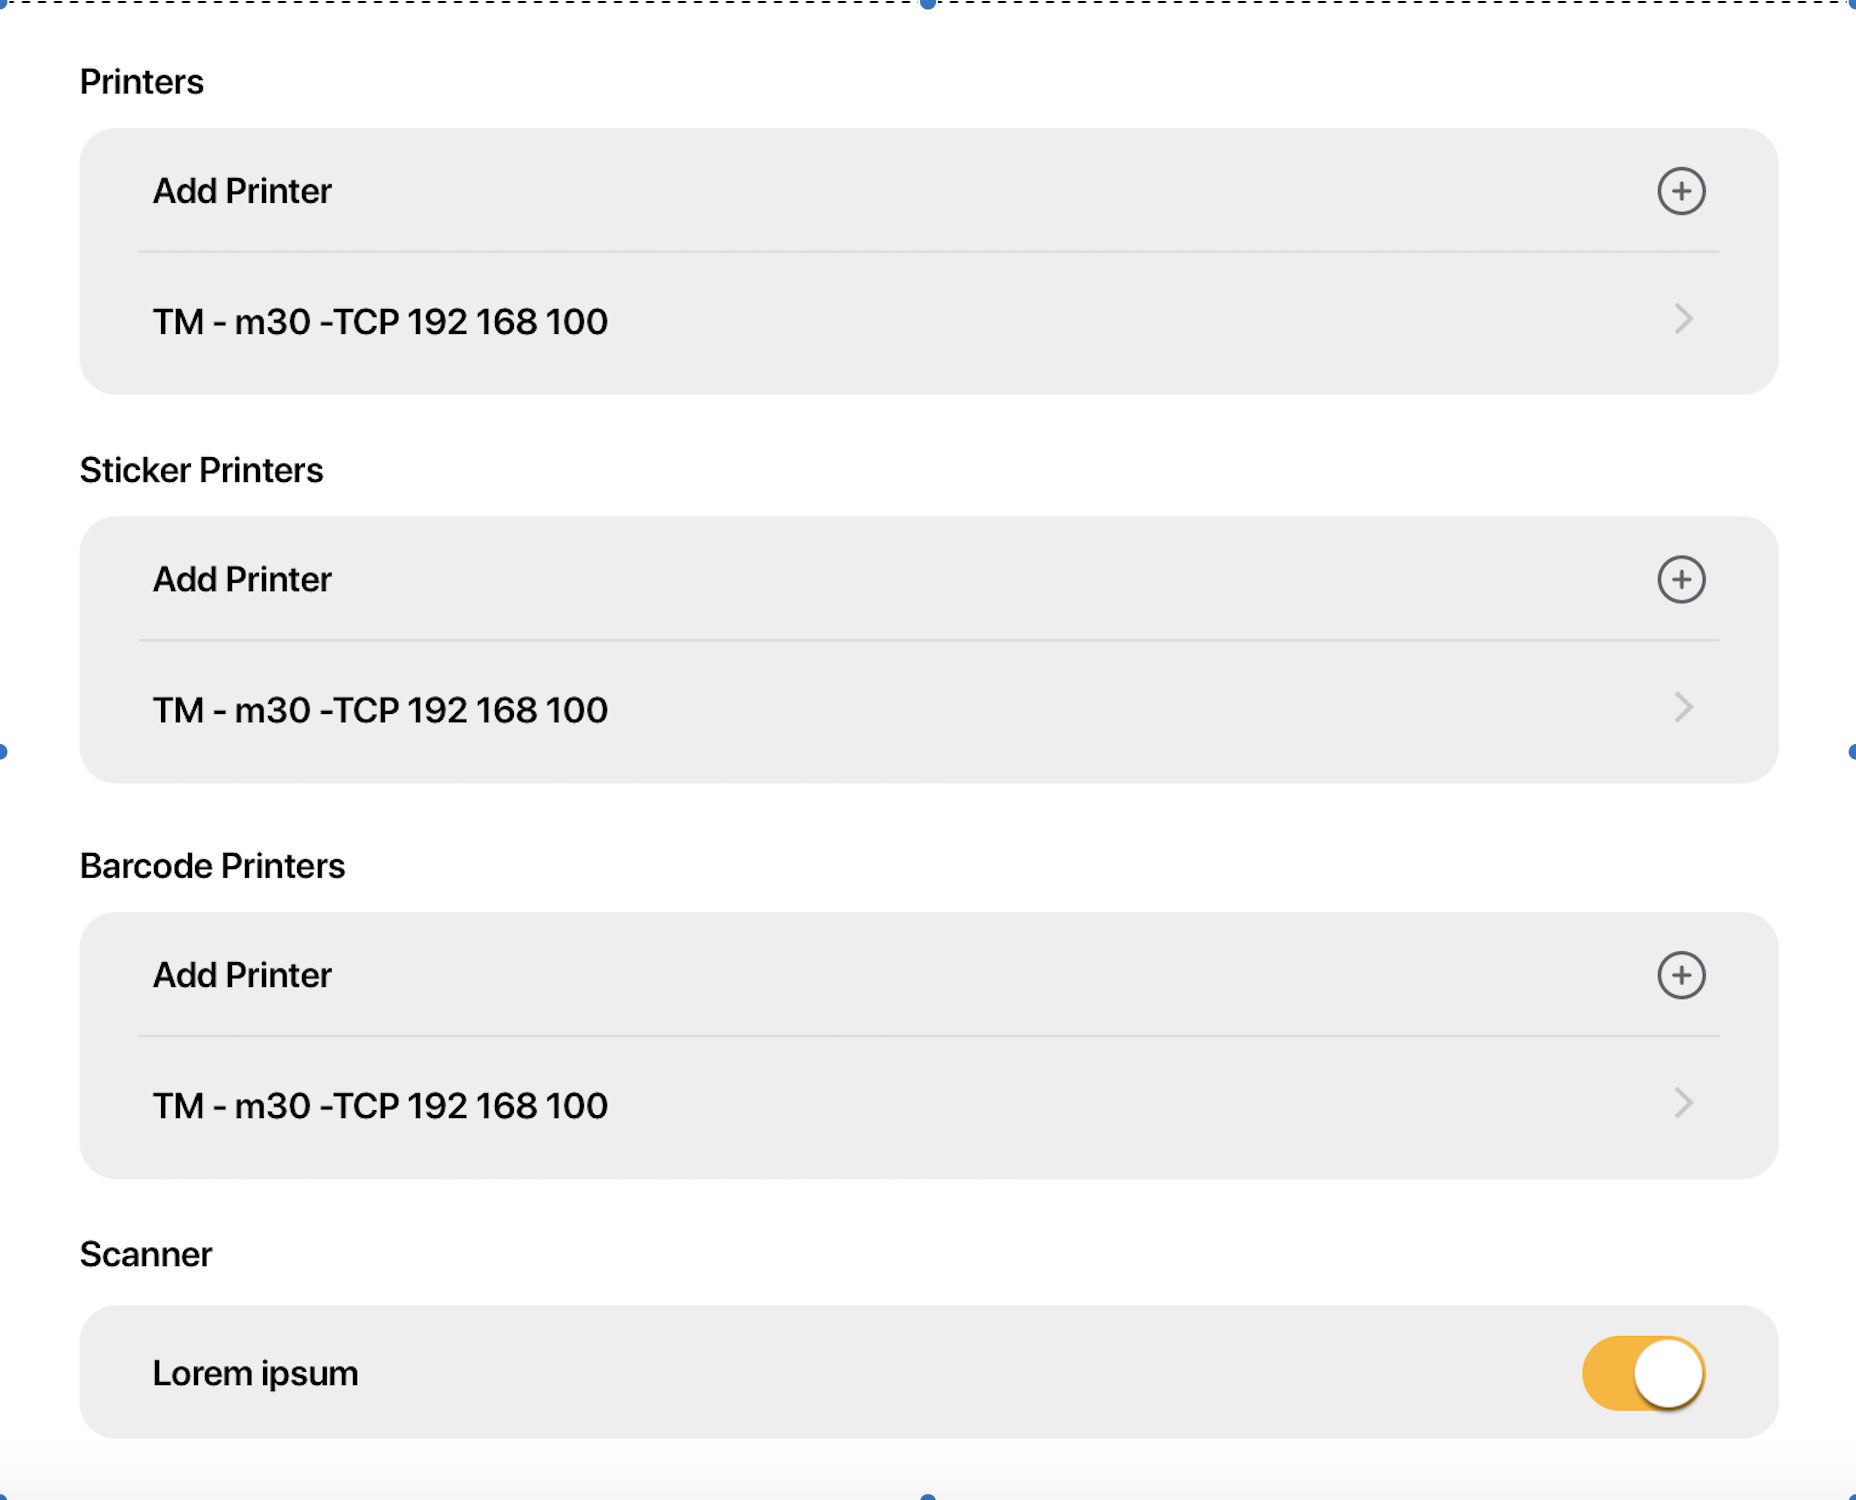 Printers
Add Printer
TM - m30 -TCP 192 168 100
Sticker Printers
Add Printer
TM - m30 -TCP 192 168 100
Barcode Printers
Add Printer
TM - m30 -TCP 192 168 100
Scanner
Lorem ipsum